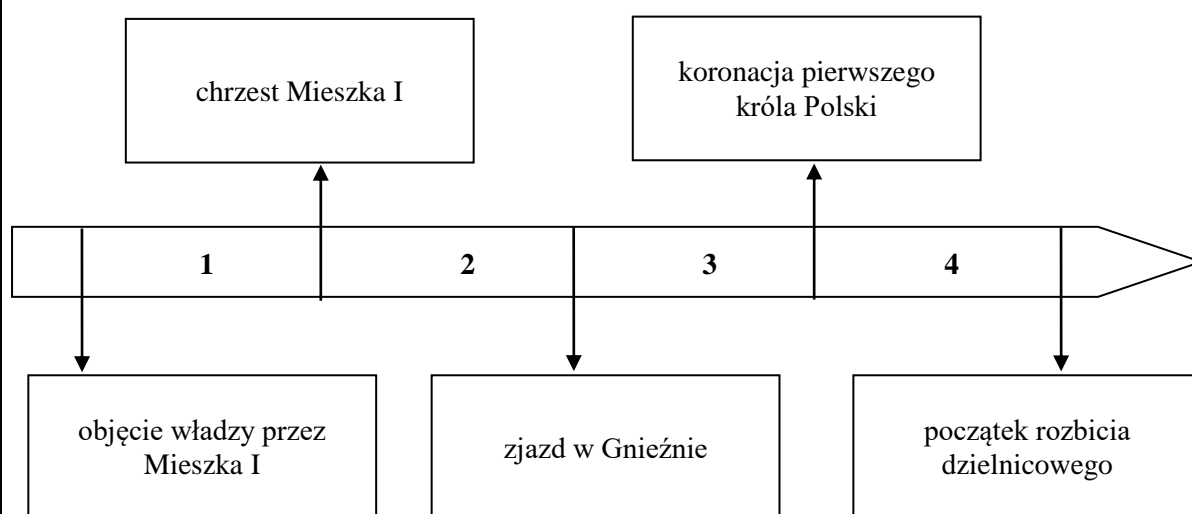 chrzest Mieszka I
koronacja pierwszego
króla Polski
1
2
3
4
objęcie władzy przez
Mieszka I
zjazd w Gnieźnie
początek rozbicia
dzielnicowego